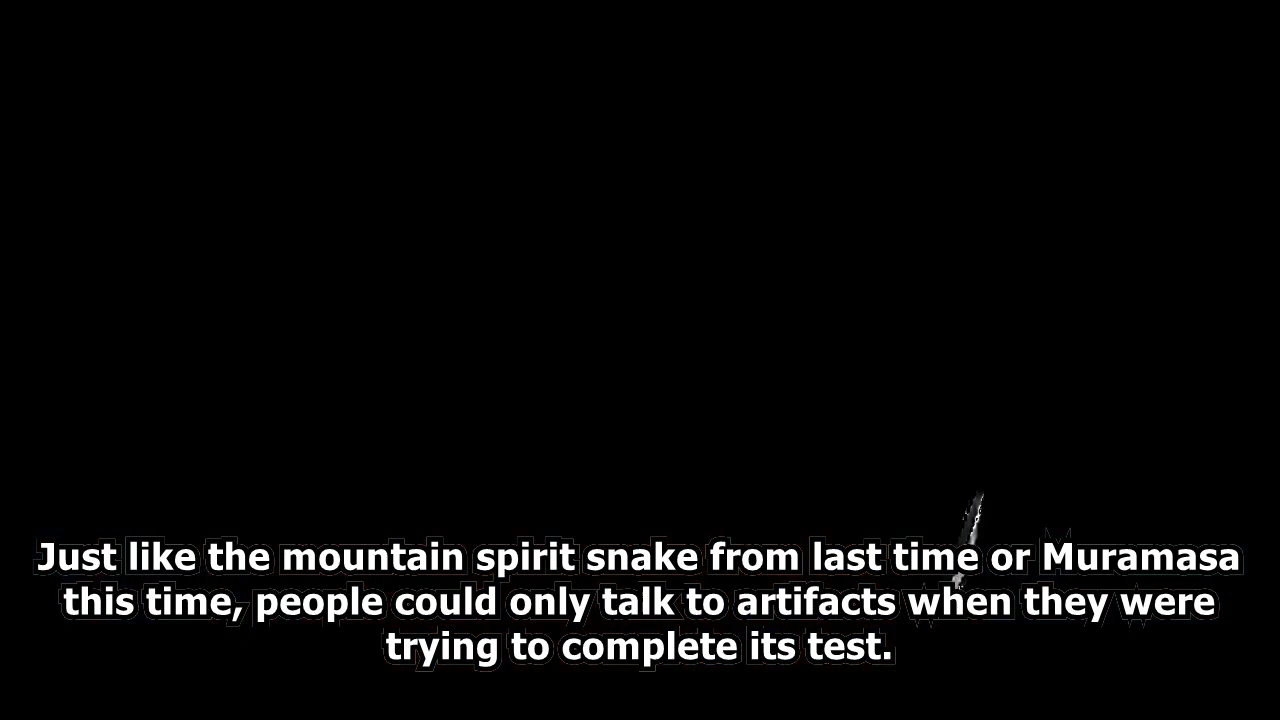 Just like the mountain spirit snake from last time or Muramasa
this time, people could only talk to artifacts when they were
trying to complete its test.